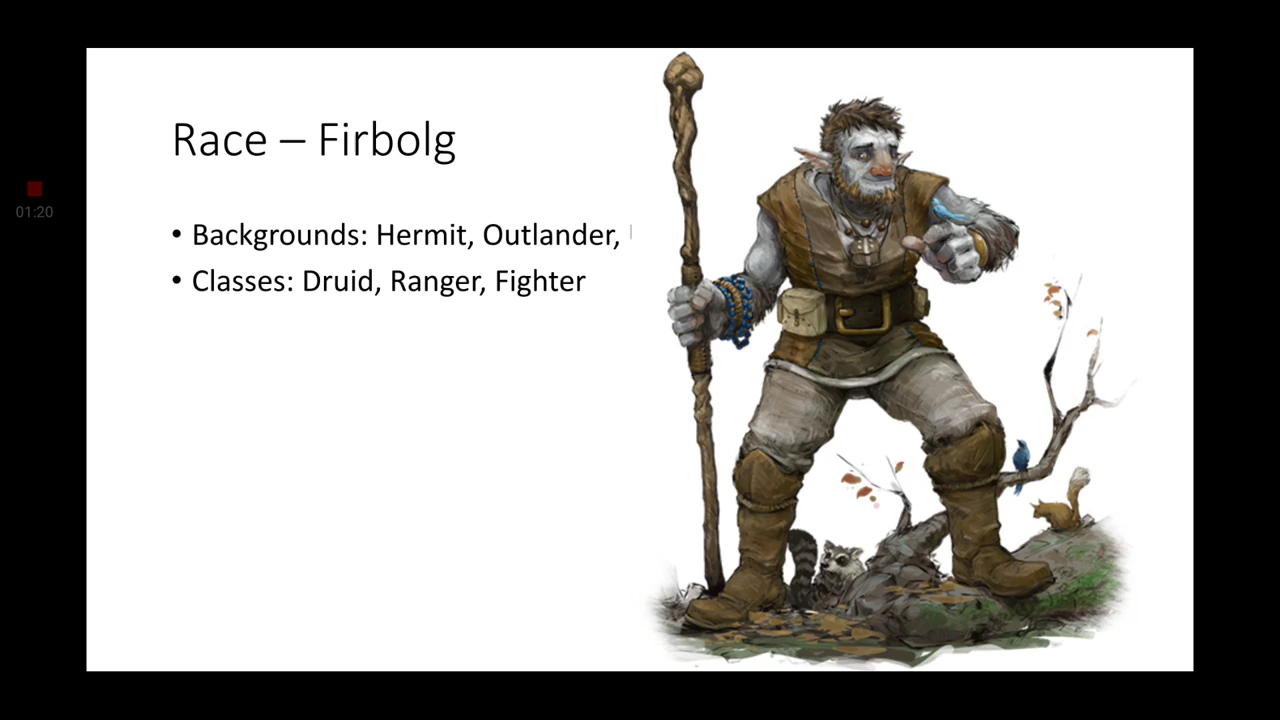 Race – Firbolg
01:20
• Backgrounds: Hermit, Outlander,
• Classes: Druid, Ranger, Fighter